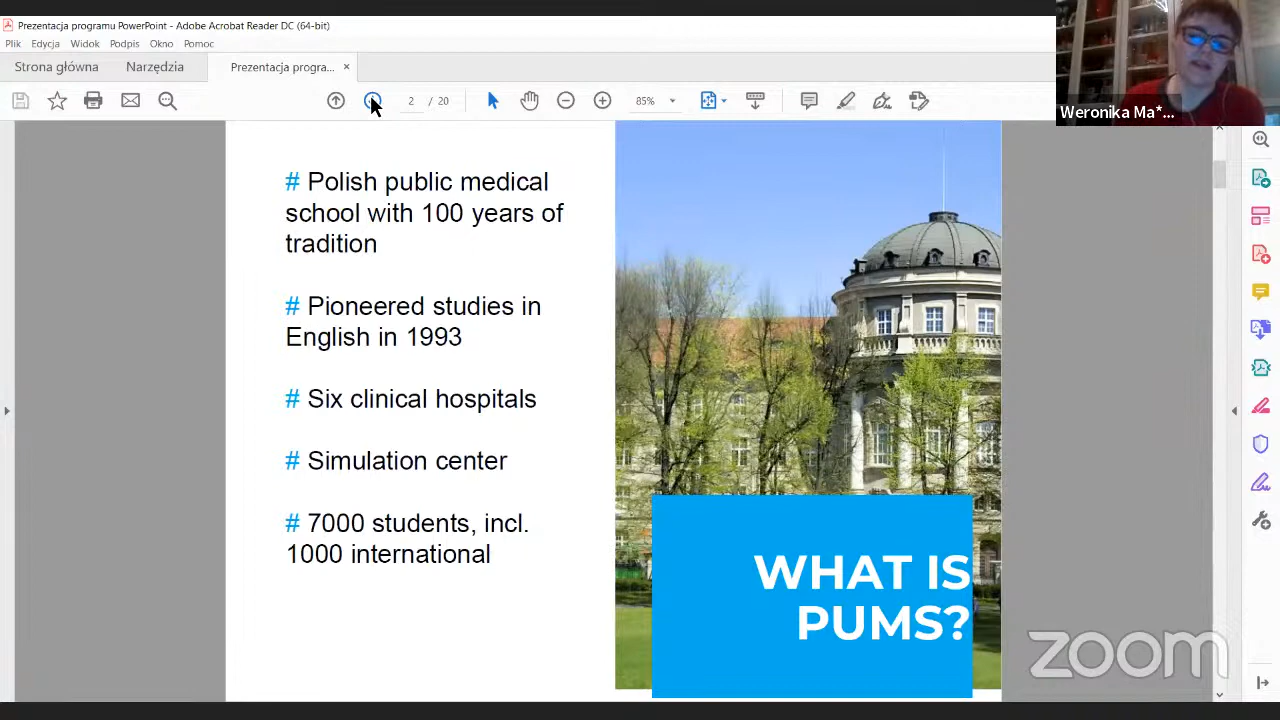 Prezentacja programu PowerPoint - Adobe Acrobat Reader DC (64-bit)
Plik Edycja Widok Podpis Okno Pomoc
Strona główna Narzędzia Prezentacja progra... ×
2 / 20 85%
Weronika Ma*...
# Polish public medical
school with 100 years of
tradition
# Pioneered studies in
English in 1993
# Six clinical hospitals
# Simulation center
# 7000 students, incl.
1000 international
WHAT IS
PUMS?
zoom